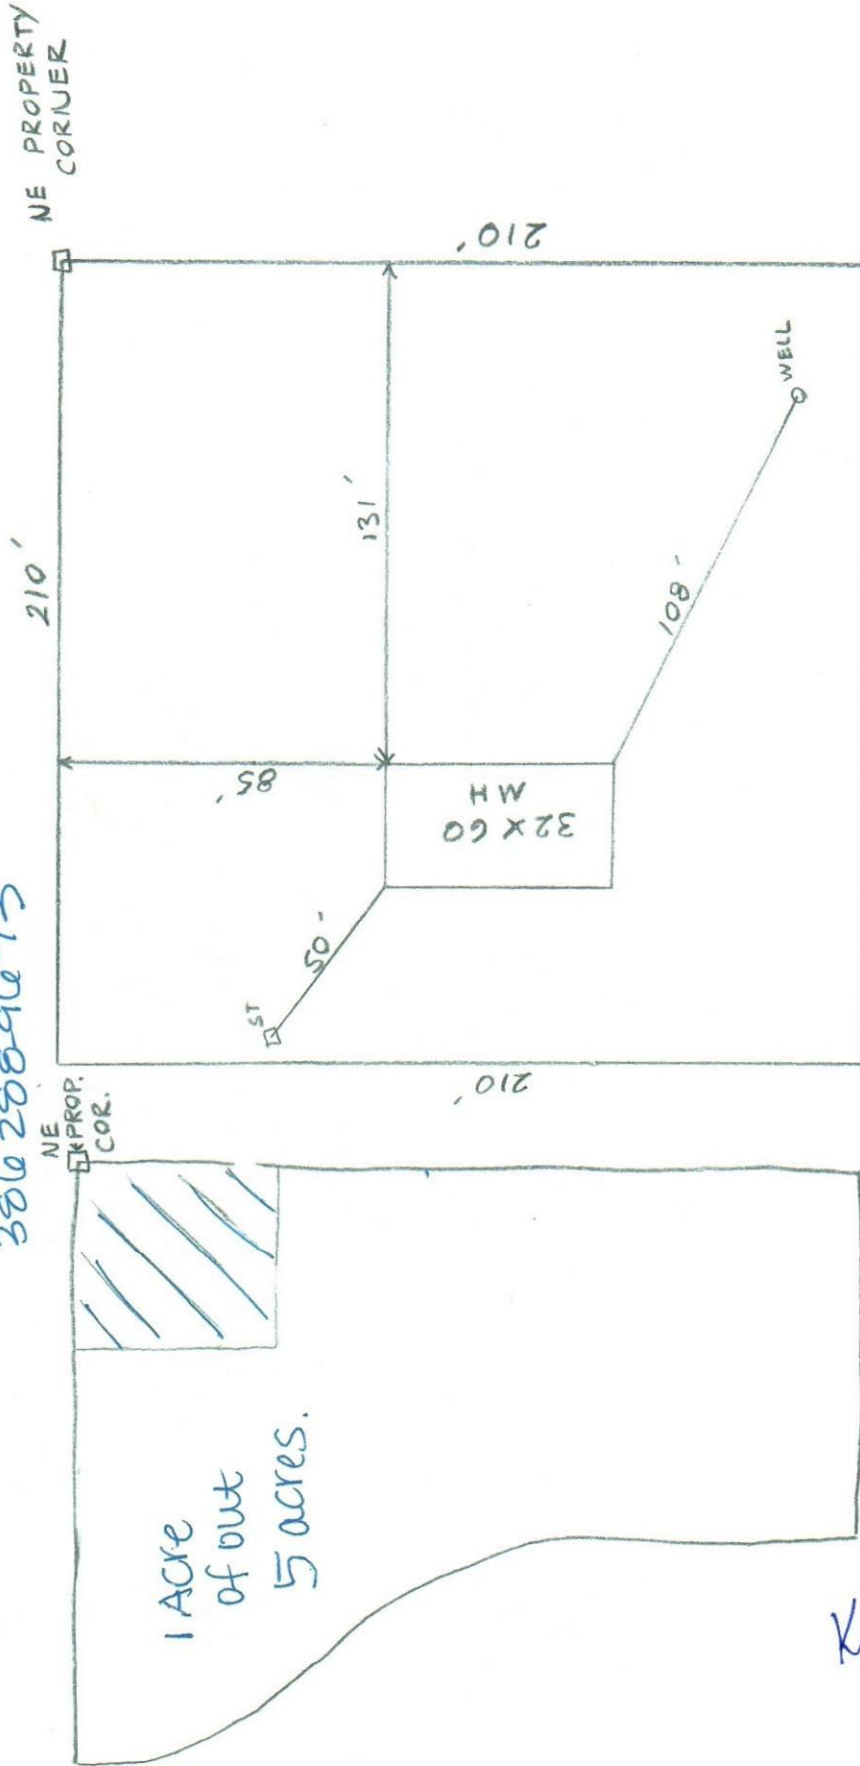 NE PROPERTY
CORNER
210'
210'
131'
85'
32 X 60
MH
108'
WELL
50'
ST
210'
NE
PROP.
COR.
1 Acre
of out
5 acres.
K